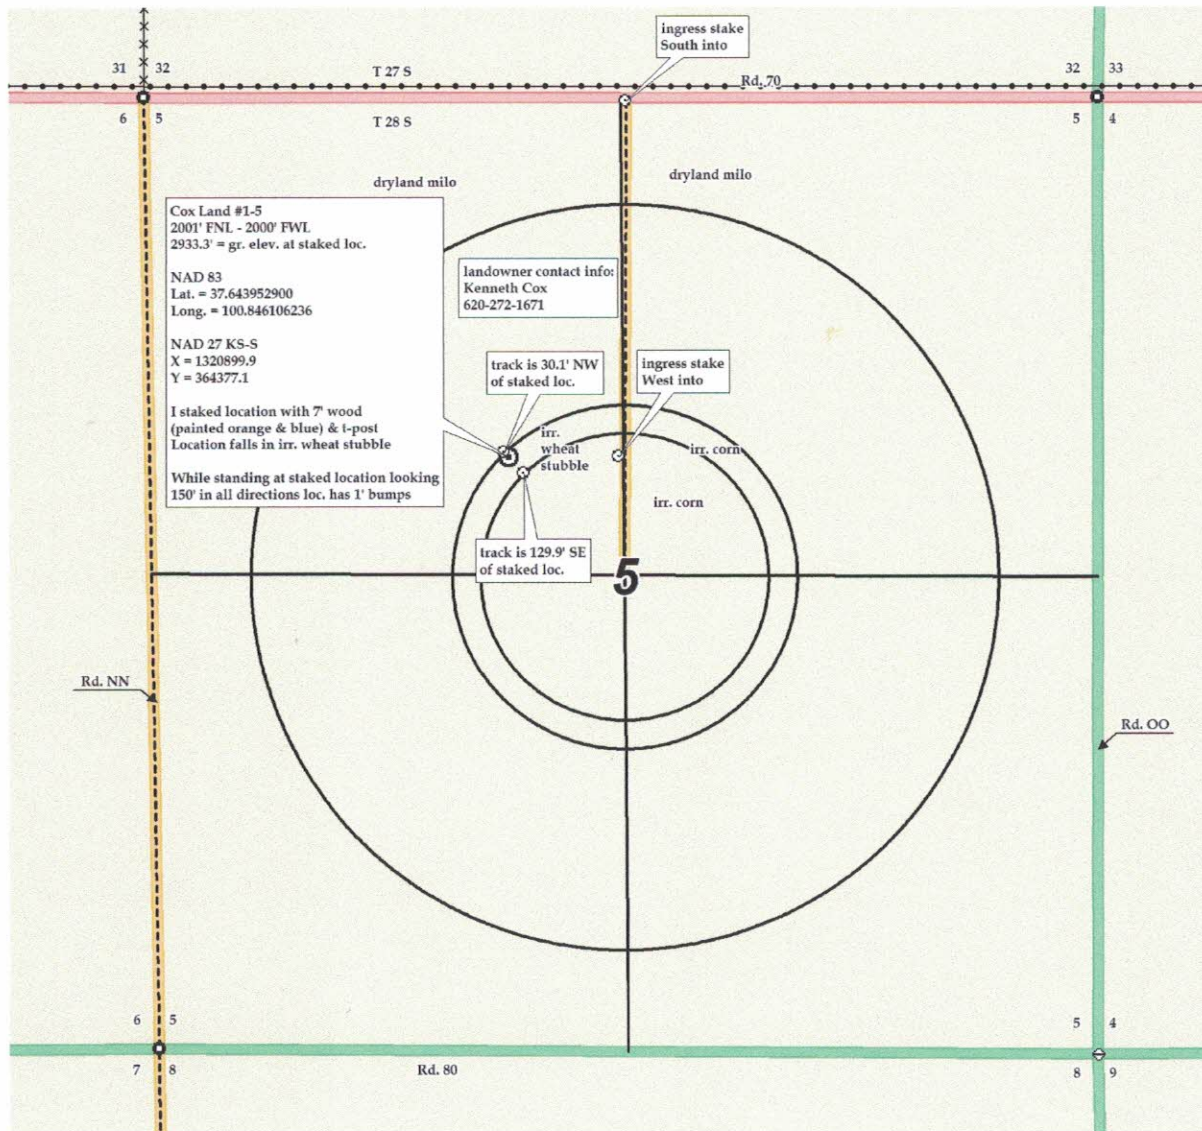 ingress stake
South into
31 32
T 27 S
Rd. 70
32 33
6 5
T 28 S
5 4
dryland milo
dryland milo
Cox Land #1-5
2001' FNL - 2000' FWL
2933.3' = gr. elev. at staked loc.
NAD 83
Lat. = 37.643952900
Long. = 100.846106236
NAD 27 KS-S
X = 1320899.9
Y = 364377.1
I staked location with 7' wood
(painted orange & blue) & t-post
Location falls in irr. wheat stubble
While standing at staked location looking
150' in all directions loc. has 1' bumps
landowner contact info:
Kenneth Cox
620-272-1671
track is 30.1' NW
of staked loc.
ingress stake
West into
irr.
wheat
stubble
irr. corn
irr. corn
track is 129.9' SE
of staked loc.
5
Rd. NN
Rd. OO
6 5
5 4
7 8
Rd. 80
8 9